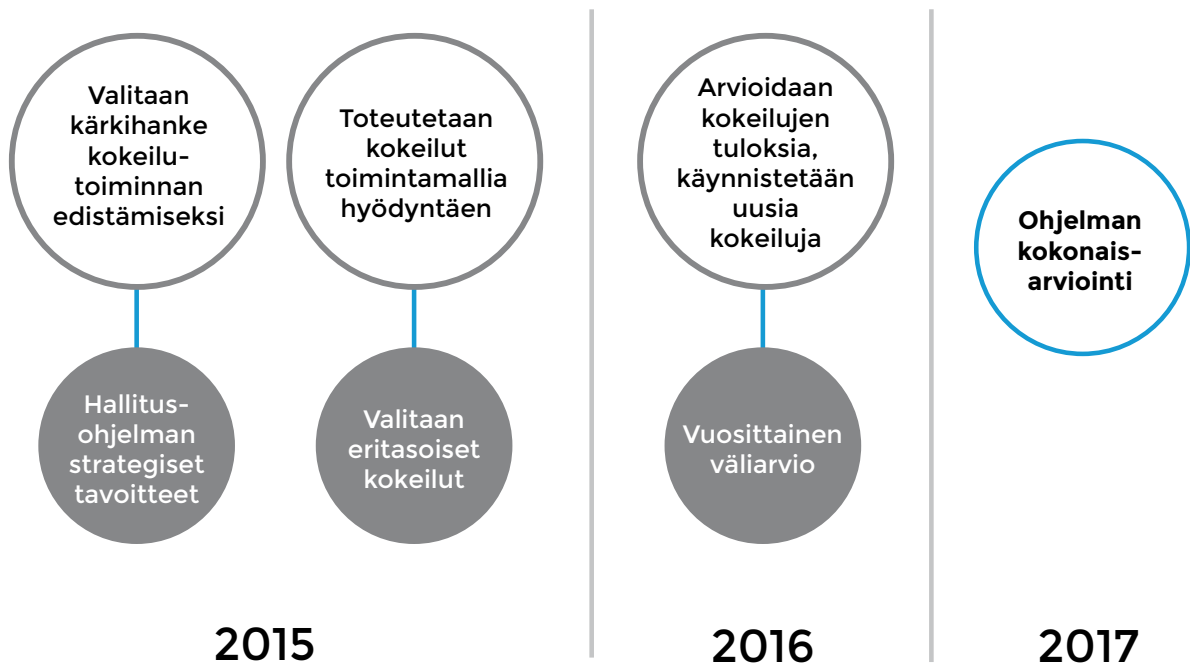 Valitaan
kärkihanke
kokeilu-
toiminnan
edistämiseksi
Hallitus-
ohjelman
strategiset
tavoitteet
Toteutetaan
kokeilut
toimintamallia
hyödyntäen
Valitaan
eritasoiset
kokeilut
2015
Arvioidaan
kokeilujen
tuloksia,
käynnistetään
uusia
kokeiluja
Vuosittainen
väliarvio
2016
Ohjelman
kokonais-
arviointi
2017